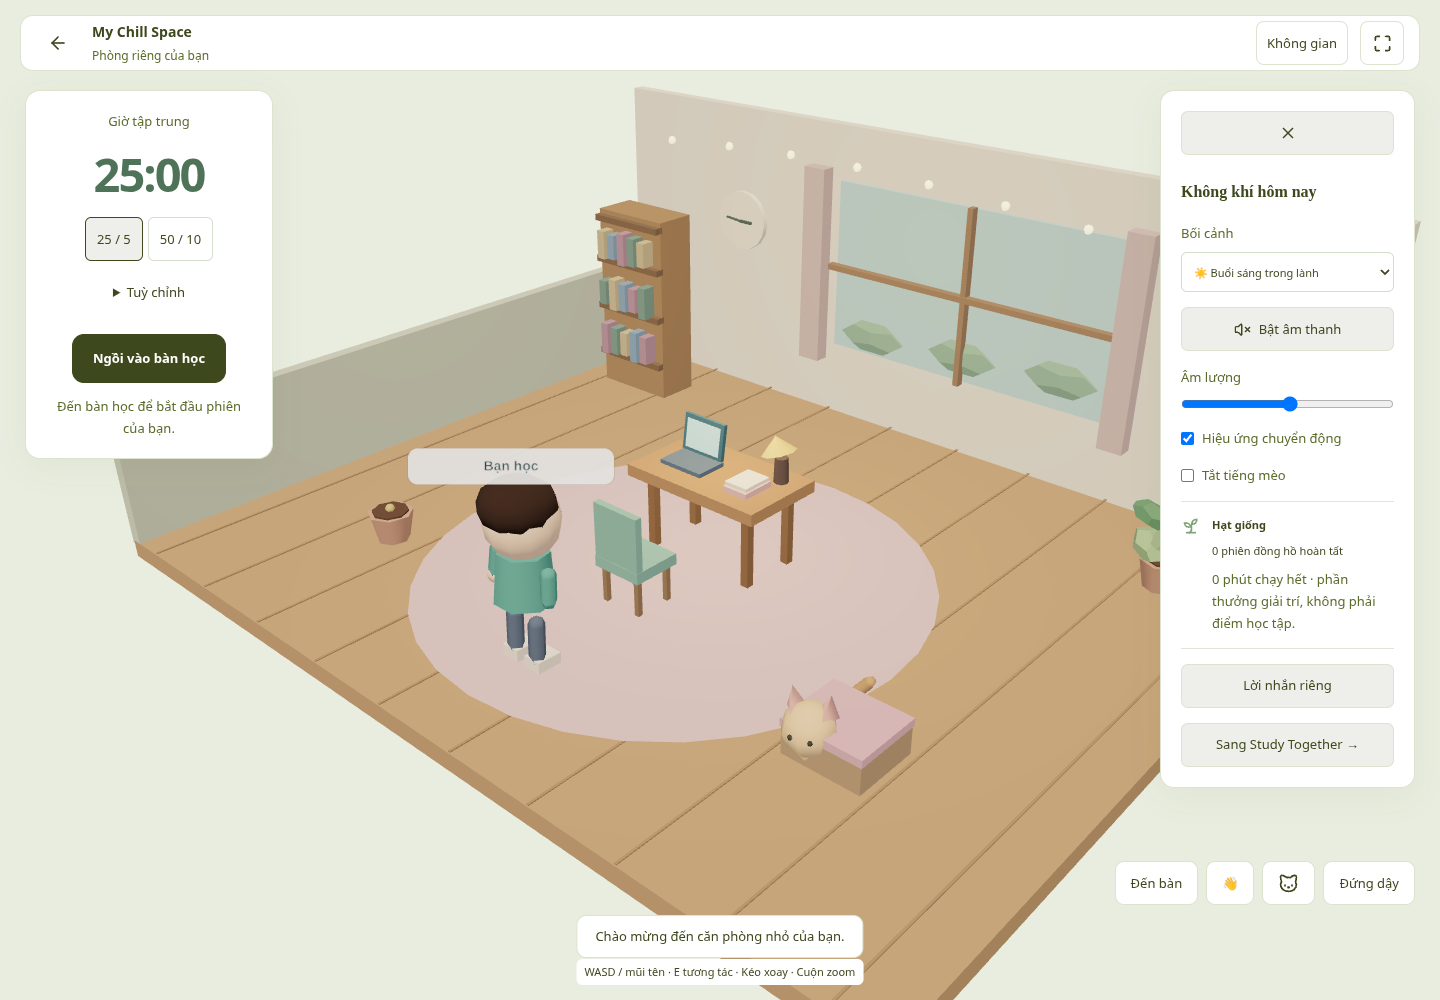 My Chill Space
Phòng riêng của bạn
Không gian
Giờ tập trung
25:00
25 / 5
50 / 10
Tuỳ chỉnh
Ngồi vào bàn học
Đến bàn học để bắt đầu phiên
của bạn.
Bạn học
Không khí hôm nay
Bối cảnh
Buổi sáng trong lành
Bật âm thanh
Âm lượng
Hiệu ứng chuyển động
Tắt tiếng mèo
Hạt giống
0 phiên đồng hồ hoàn tất
0 phút chạy hết · phần
thưởng giải trí, không phải
điểm học tập.
Lời nhắn riêng
Sang Study Together →
Đến bàn
Đứng dậy
Chào mừng đến căn phòng nhỏ của bạn.
WASD / mũi tên · E tương tác · Kéo xoay · Cuộn zoom